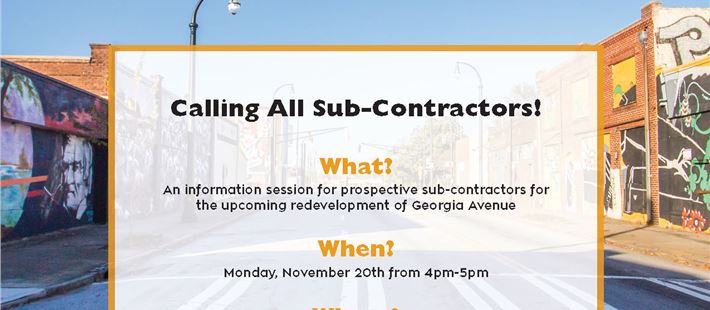 Calling All Sub-Contractors!
What?
An information session for prospective sub-contractors for
the upcoming redevelopment of Georgia Avenue
When?
Monday, November 20th from 4pm-5pm